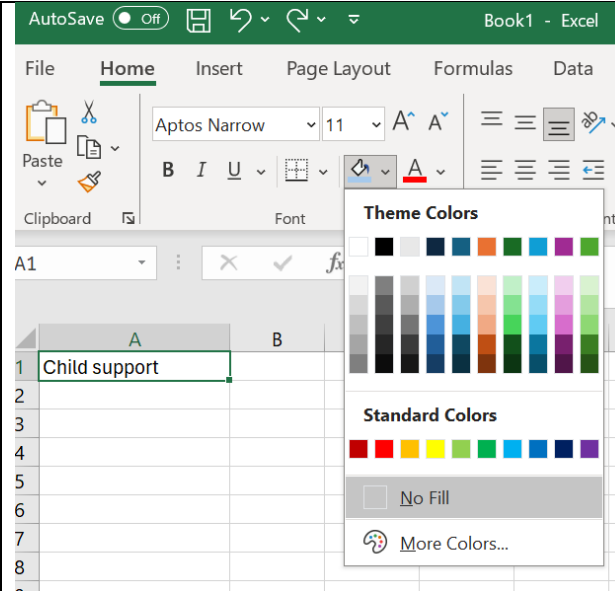 AutoSave Off Book1 - Excel
File Home Insert Page Layout Formulas Data
Aptos Narrow 11 A A
Paste
B I U A
Clipboard Font
Theme Colors
A1 fx
A B
1 Child support
2
3
4
5
6
7
8
Standard Colors
No Fill
More Colors...